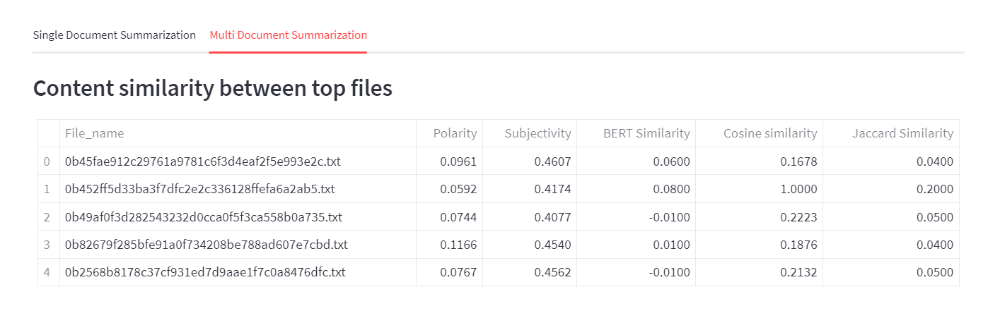 Single Document Summarization Multi Document Summarization
Content similarity between top files
File_name Polarity Subjectivity BERT Similarity Cosine similarity Jaccard Similarity
0 0b45fae912c29761a9781c6f3d4eaf2f5e993e2c.txt 0.0961 0.4607 0.0600 0.1678 0.0400
1 0b452ff5d33ba3f7dfc2e2c336128ffefa6a2ab5.txt 0.0592 0.4174 0.0800 1.0000 0.2000
2 0b49af0f3d282543232d0cca0f5f3ca558b0a735.txt 0.0744 0.4077 -0.0100 0.2223 0.0500
3 0b82679f285bfe91a0f734208be788ad607e7cbd.txt 0.1166 0.4540 0.0100 0.1876 0.0400
4 0b2568b8178c37cf931ed7d9aae1f7c0a8476dfc.txt 0.0767 0.4562 -0.0100 0.2132 0.0500